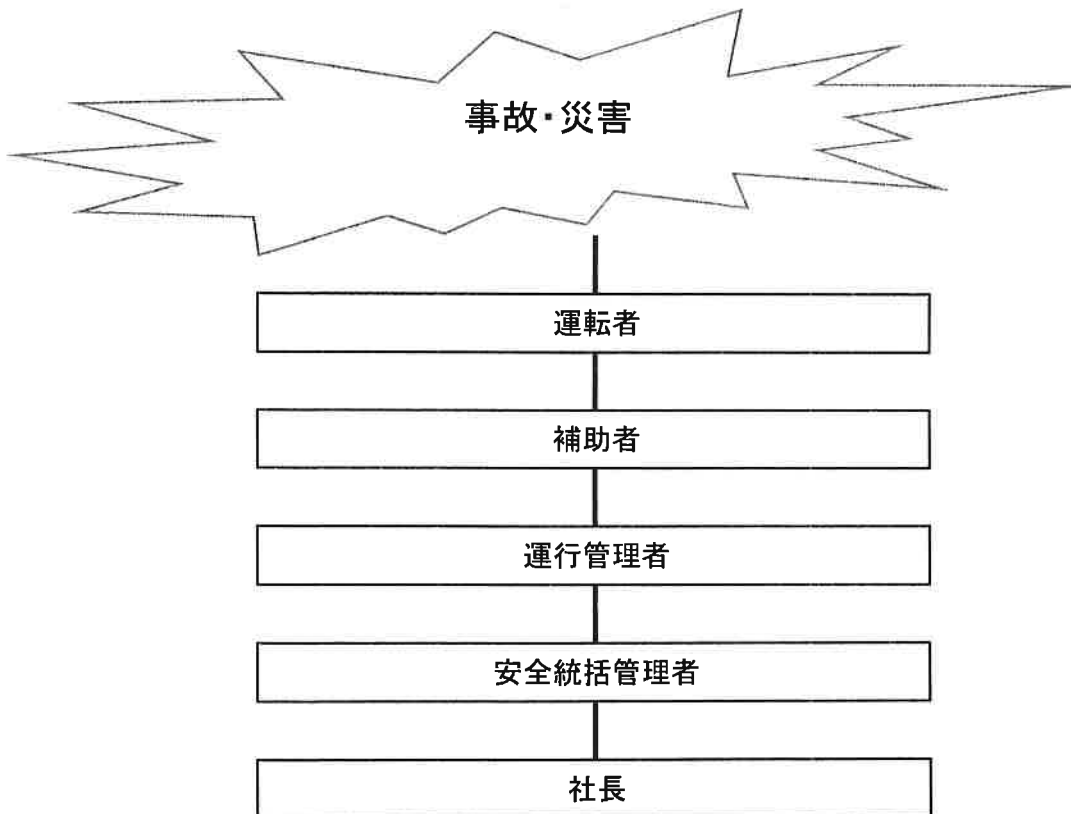 事故・災害
運転者
補助者
運行管理者
安全統括管理者
社長